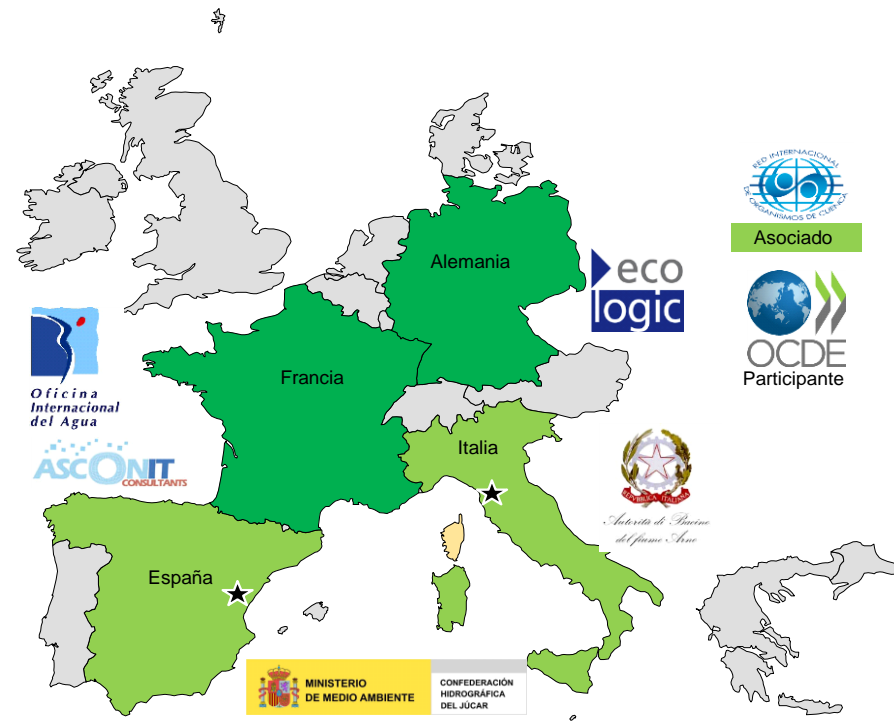 RED INTERNACIONAL
DE ORGANISMOS DE CUENCA
Asociado
Alemania
eco
logic
OCDE
Participante
Francia
Oficina
Internacional
del Agua
Italia
ASCONIT
CONSULTANTS
REPVBBLICA ITALIANA
Autorità di Bacino
del fiume Arno
España
MINISTERIO
DE MEDIO AMBIENTE
CONFEDERACIÓN
HIDROGRÁFICA
DEL JÚCAR